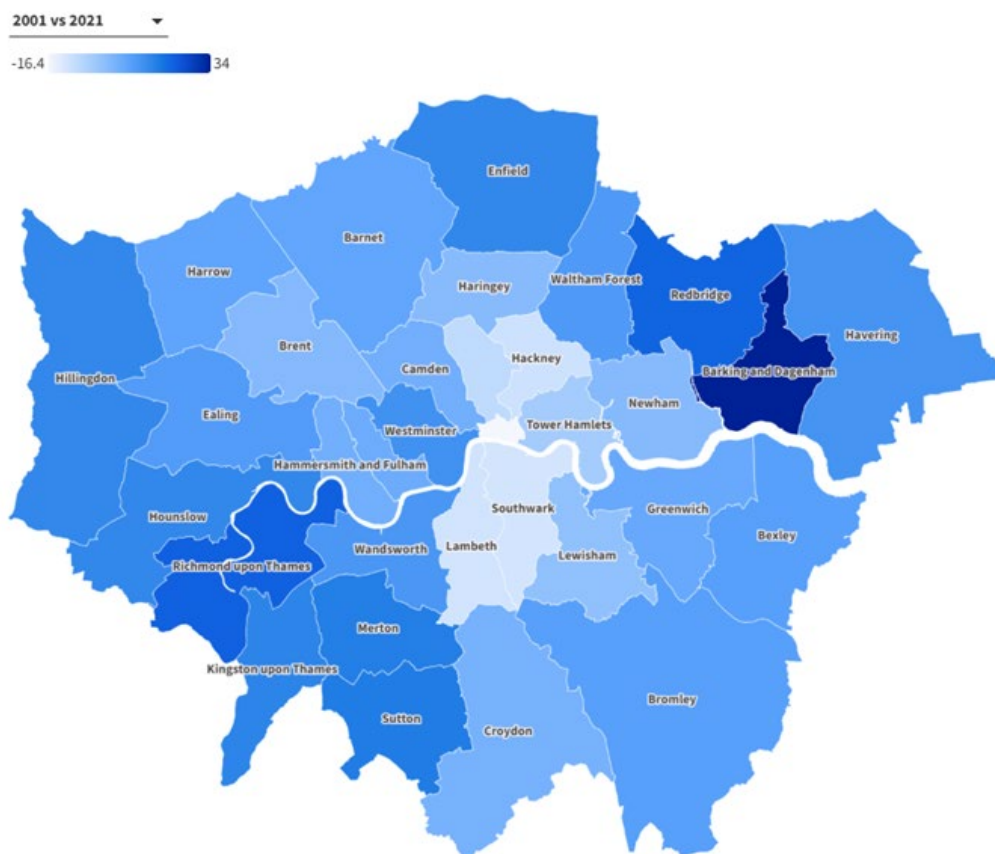 2001 vs 2021
-16.4 34
Enfield
Barnet
Harrow
Haringey
Waltham Forest
Redbridge
Havering
Brent
Hackney
Camden
Barking and Dagenham
Hillingdon
Newham
Ealing
Westminster
Tower Hamlets
Hammersmith and Fulham
Southwark
Greenwich
Hounslow
Bexley
Wandsworth
Lambeth
Lewisham
Richmond upon Thames
Merton
Kingston upon Thames
Bromley
Sutton
Croydon